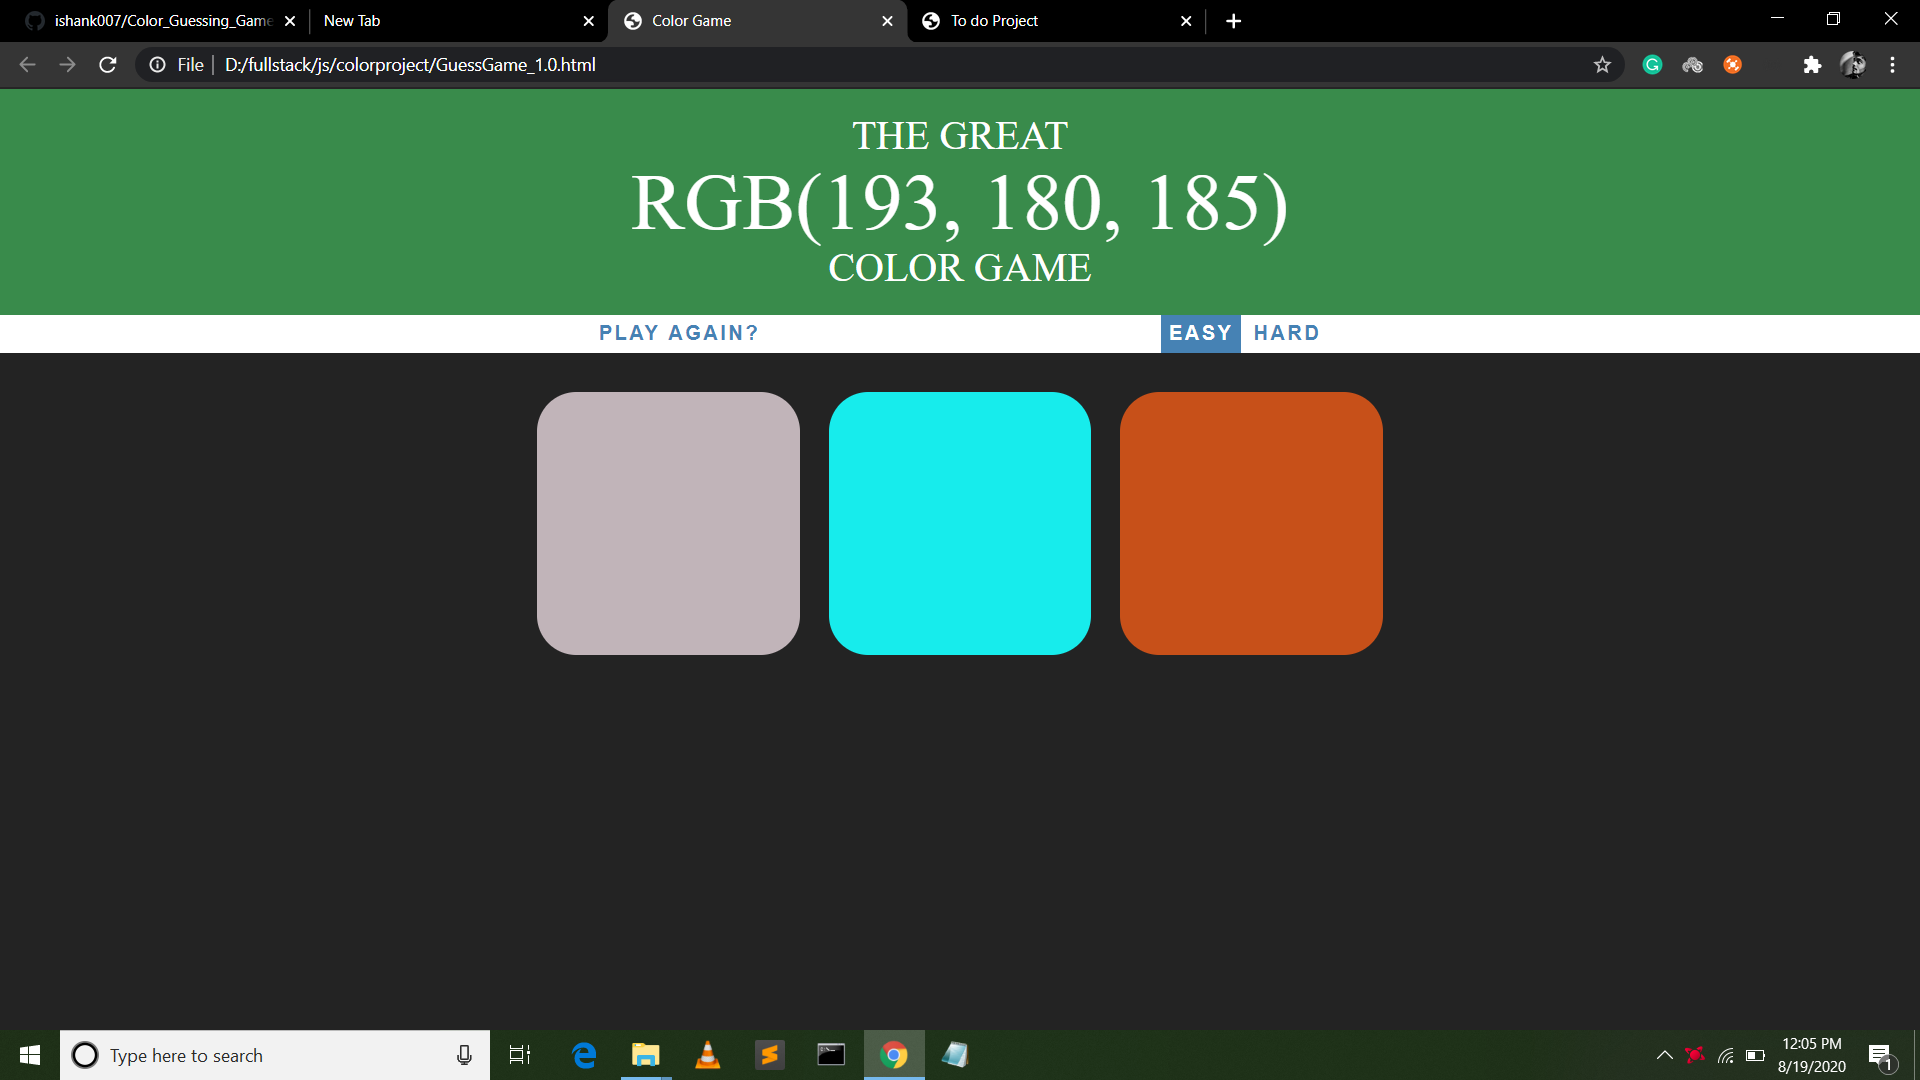 ishank007/Color_Guessing_Game
New Tab
Color Game
To do Project
File
D:/fullstack/js/colorproject/GuessGame_1.0.html
THE GREAT
RGB(193, 180, 185)
COLOR GAME
PLAY AGAIN?
EASY
HARD
Type here to search
12:05 PM
8/19/2020
1